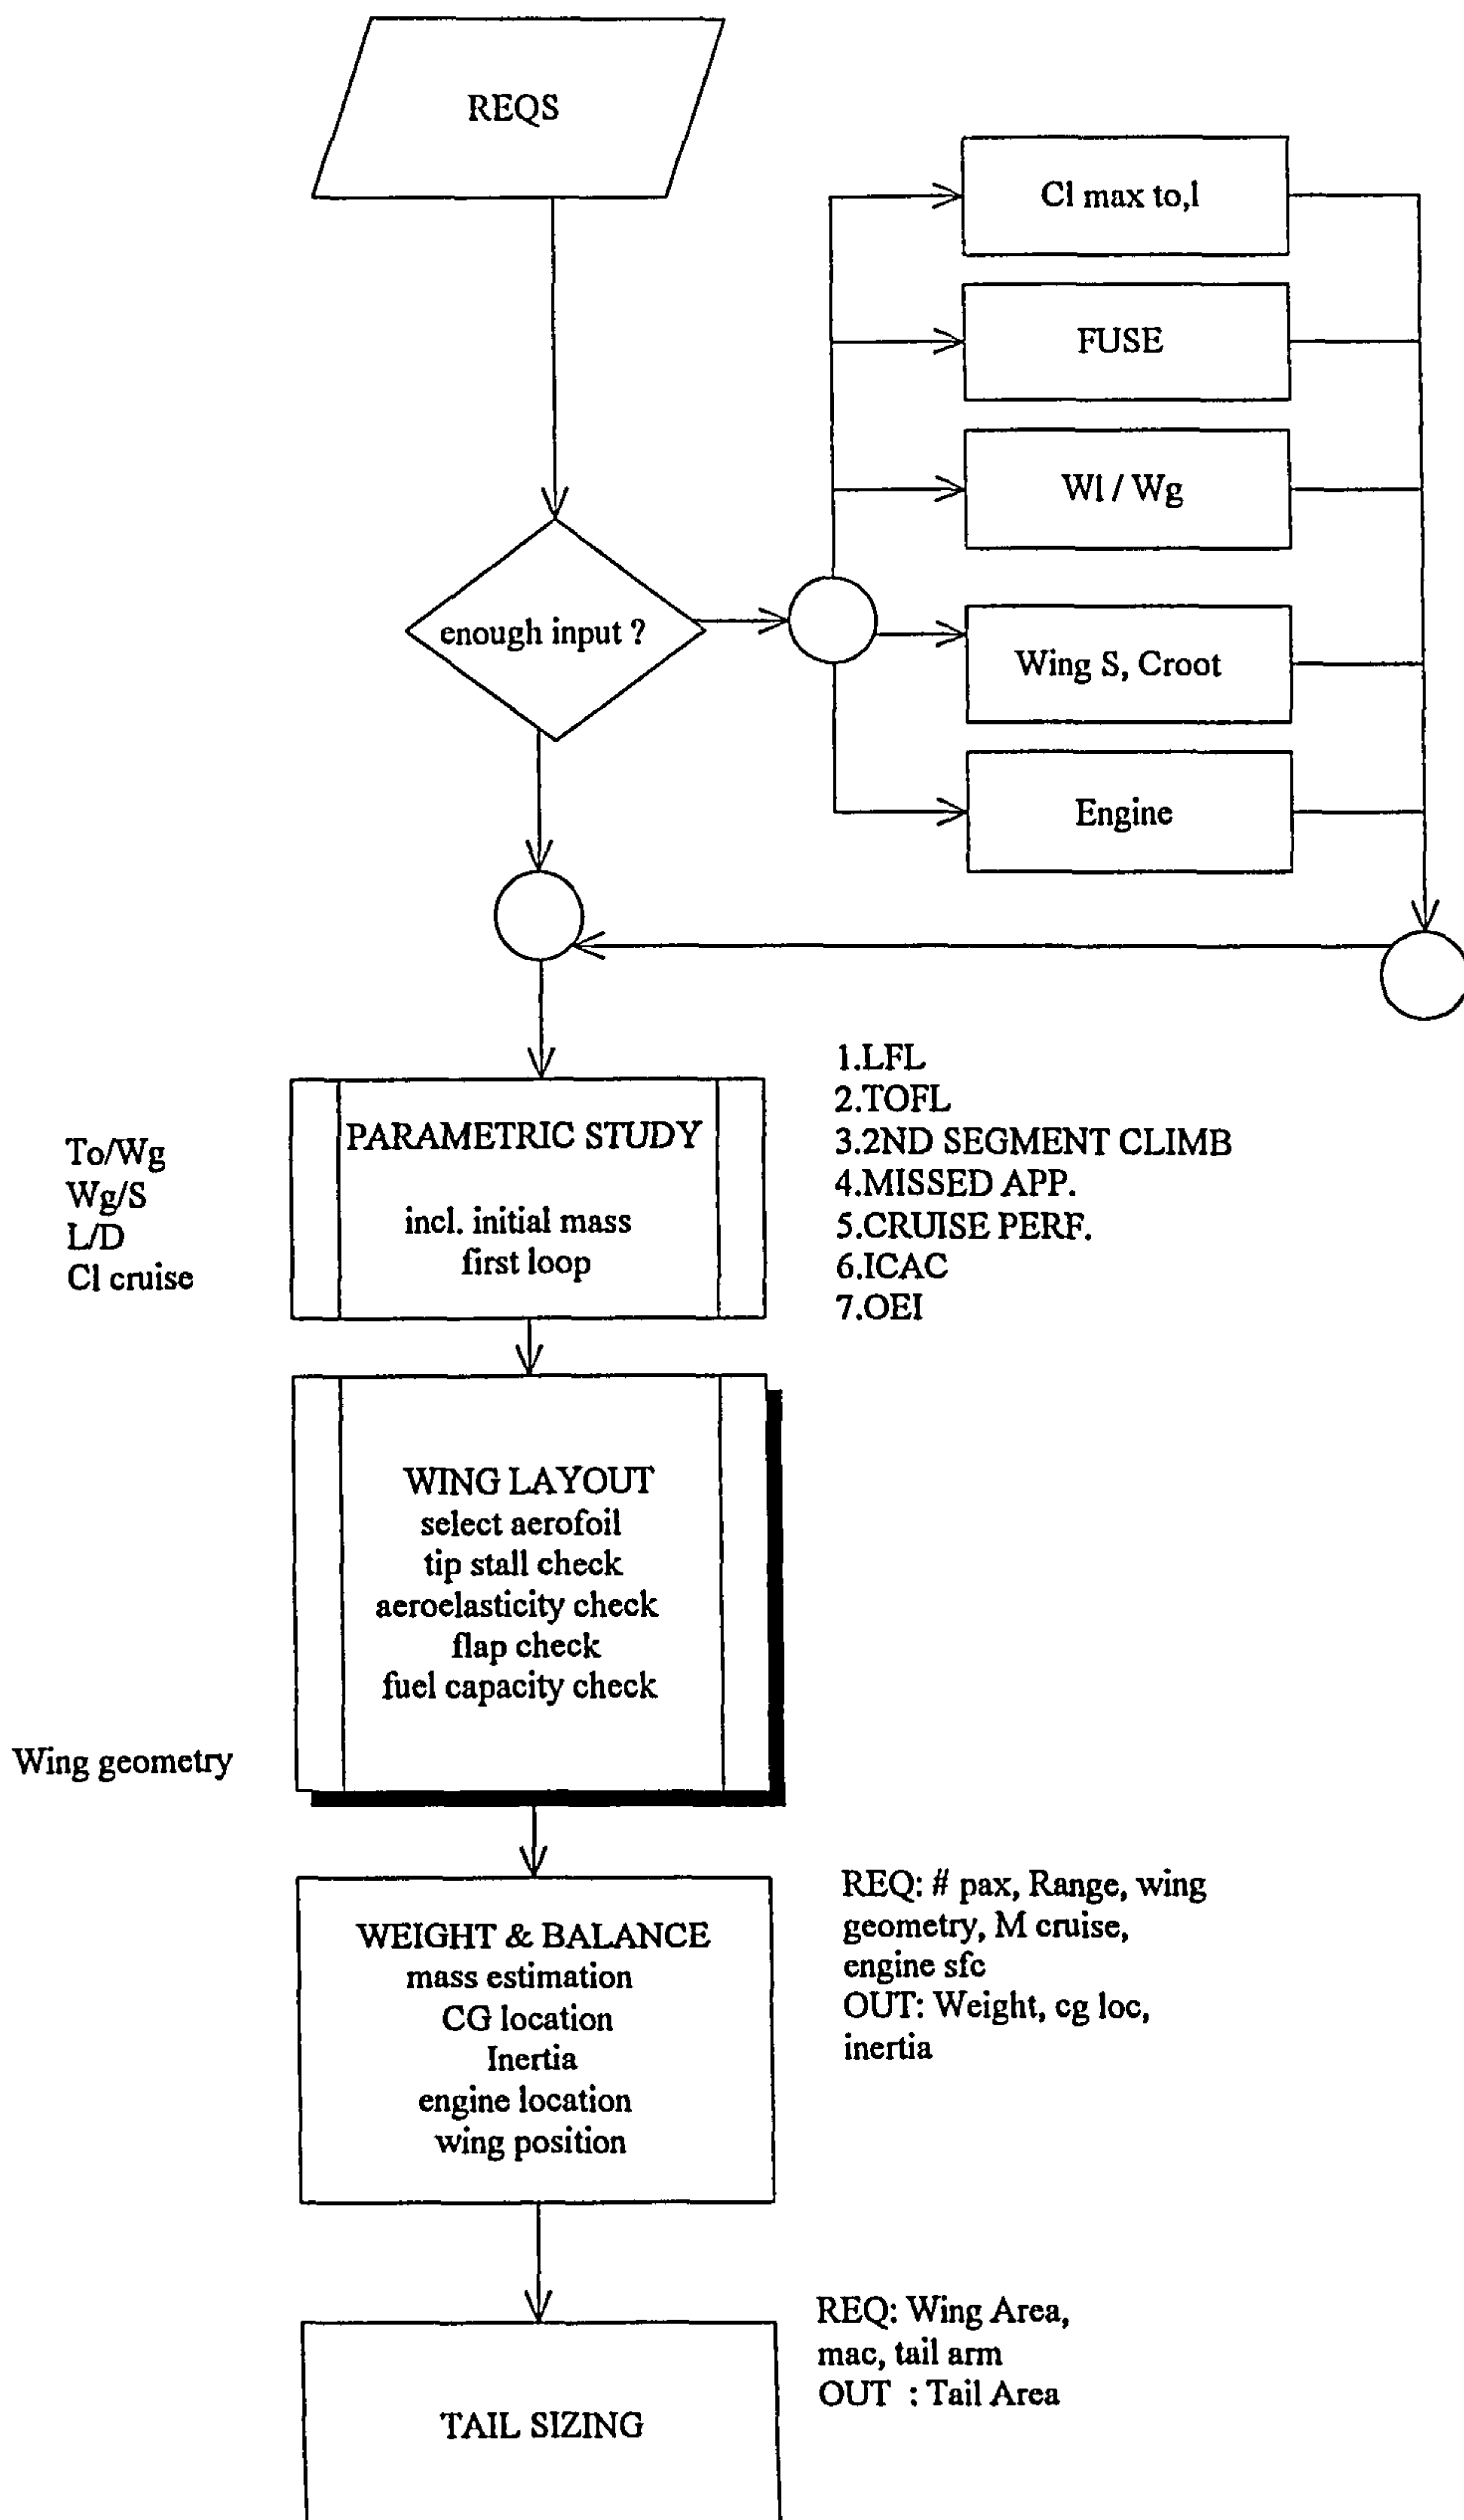 REQS
Cl max to,l
FUSE
Wl / Wg
enough input ?
Wing S, Croot
Engine
To/Wg
Wg/S
L/D
Cl cruise
PARAMETRIC STUDY
incl. initial mass
first loop
1.LFL
2.TOFL
3.2ND SEGMENT CLIMB
4.MISSED APP.
5.CRUISE PERF.
6.ICAC
7.OEI
WING LAYOUT
select aerofoil
tip stall check
aeroelasticity check
flap check
fuel capacity check
Wing geometry
WEIGHT & BALANCE
mass estimation
CG location
Inertia
engine location
wing position
REQ: # pax, Range, wing
geometry, M cruise,
engine sfc
OUT: Weight, cg loc,
inertia
TAIL SIZING
REQ: Wing Area,
mac, tail arm
OUT : Tail Area